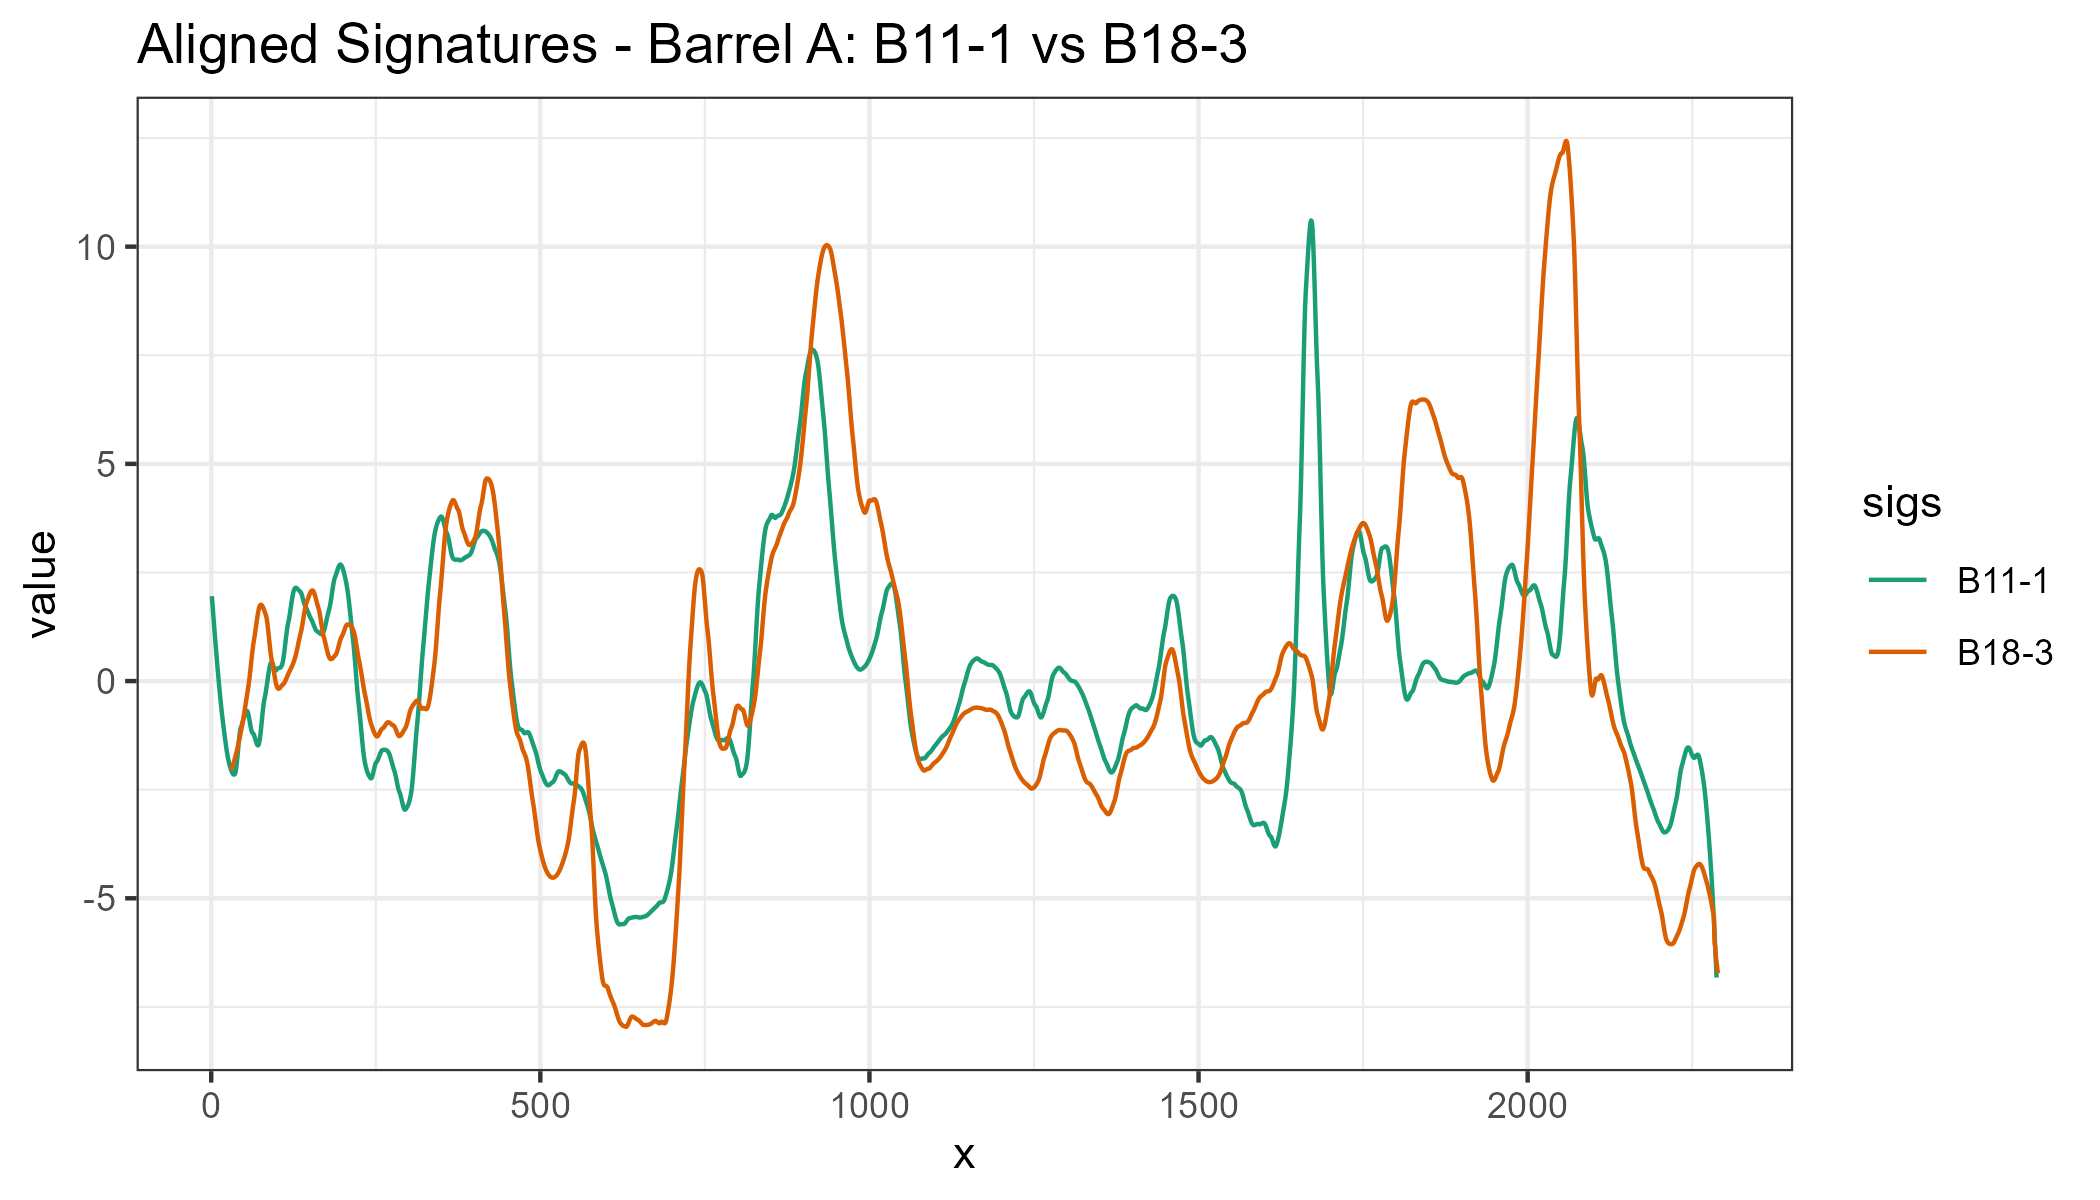 Aligned Signatures - Barrel A: B11-1 vs B18-3
value
10
5
0
-5
0
500
1000
1500
2000
x
sigs
B11-1
B18-3